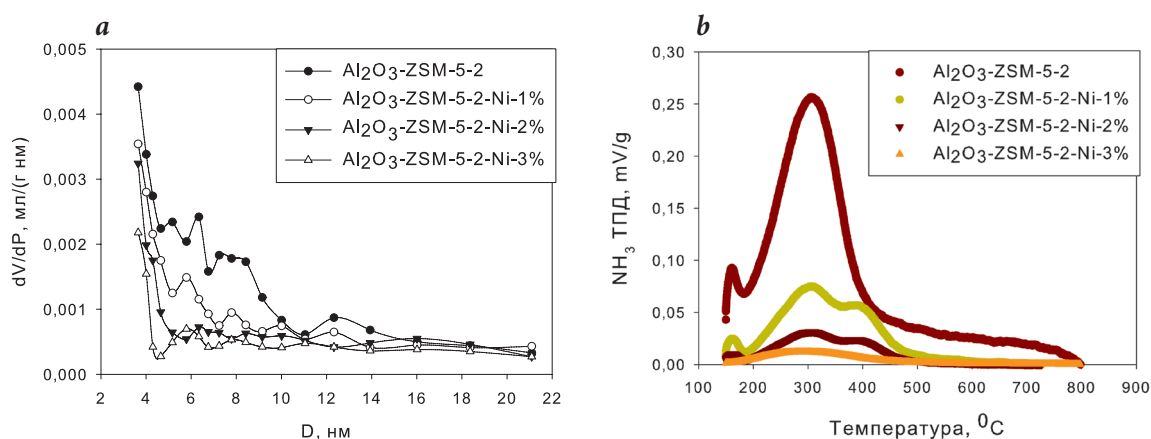 a
0,005
0,004
0,003
0,002
0,001
0,000
dV/dP, мл/(г нм)
2 4 6 8 10 12 14 16 18 20 22
D, нм
Al₂O₃-ZSM-5-2
Al₂O₃-ZSM-5-2-Ni-1%
Al₂O₃-ZSM-5-2-Ni-2%
Al₂O₃-ZSM-5-2-Ni-3%
b
0,30
0,25
0,20
0,15
0,10
0,05
0,00
NH₃ ТПД, mV/g
100 200 300 400 500 600 700 800 900
Температура, ⁰C
Al₂O₃-ZSM-5-2
Al₂O₃-ZSM-5-2-Ni-1%
Al₂O₃-ZSM-5-2-Ni-2%
Al₂O₃-ZSM-5-2-Ni-3%